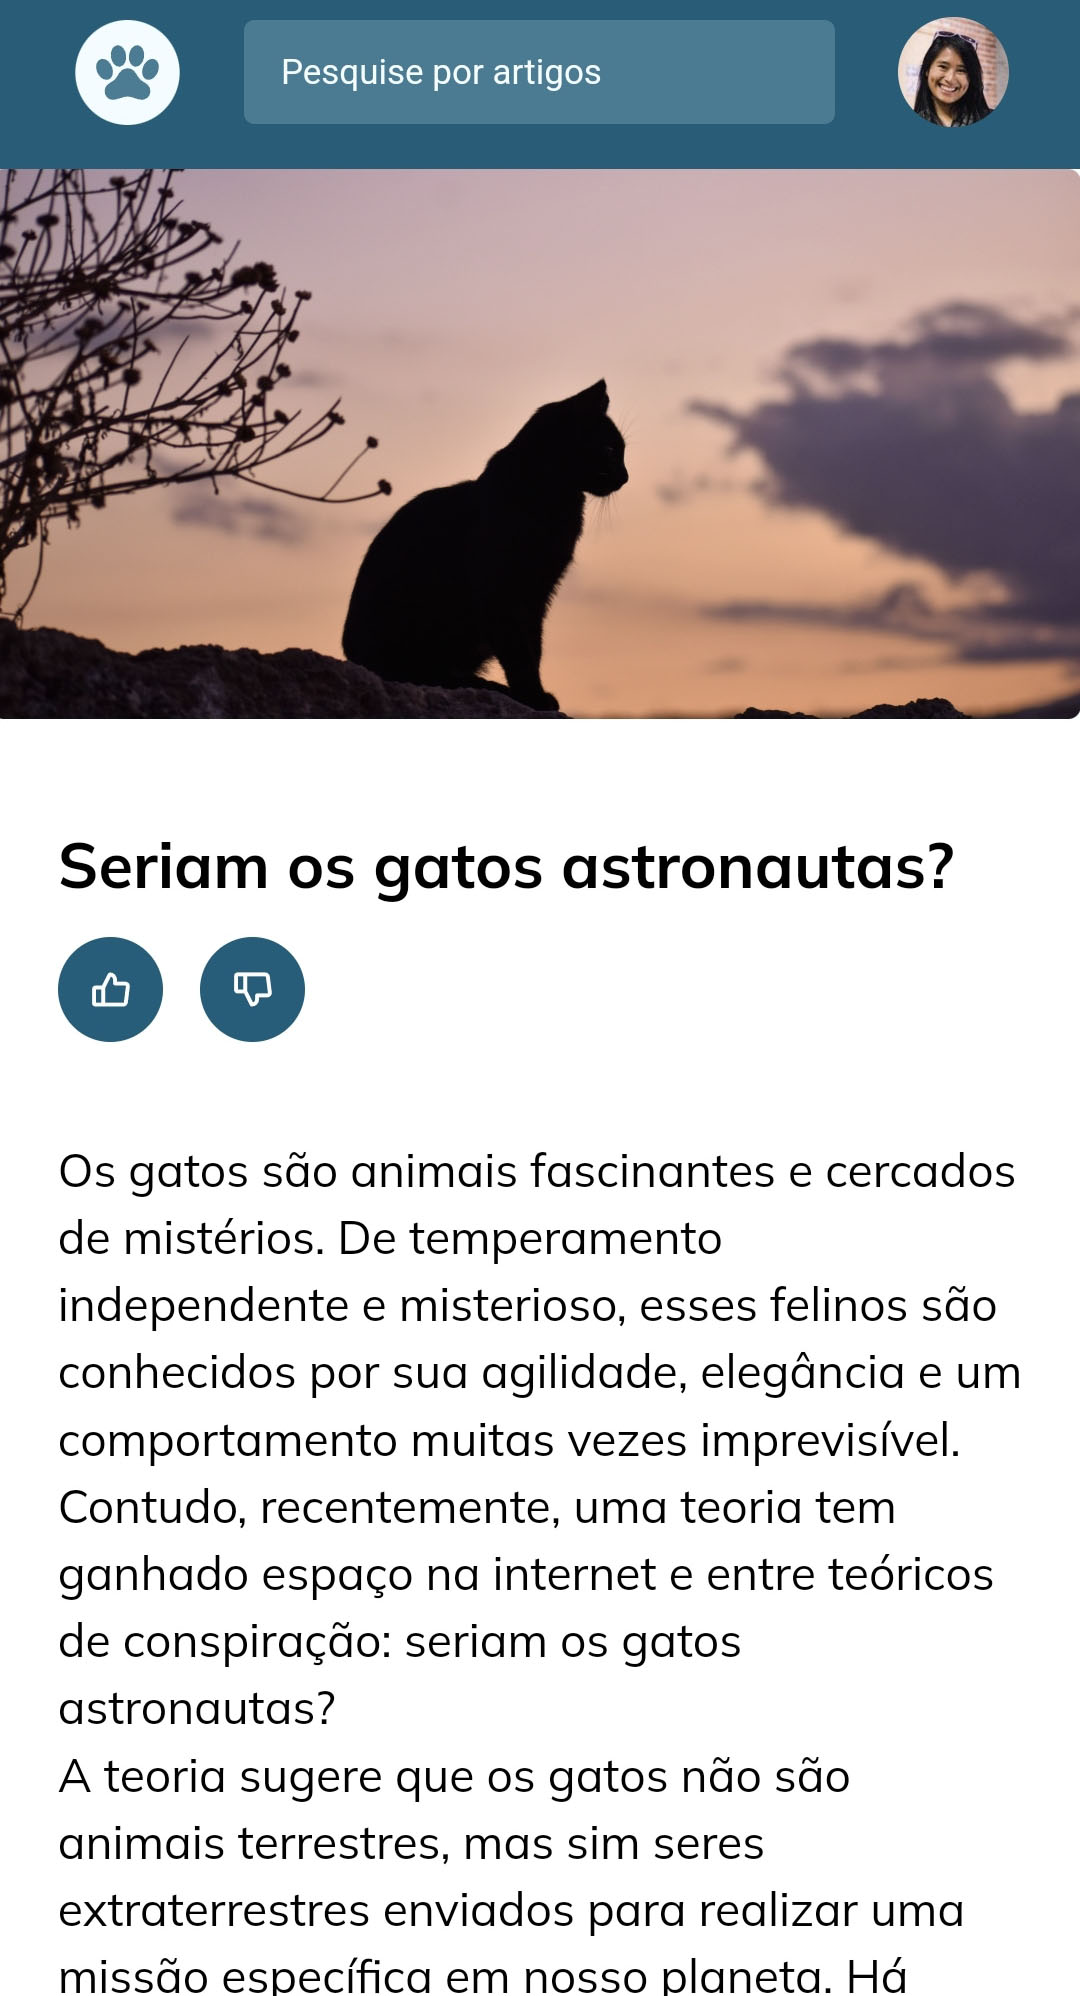 Pesquise por artigos
Seriam os gatos astronautas?
Os gatos são animais fascinantes e cercados
de mistérios. De temperamento
independente e misterioso, esses felinos são
conhecidos por sua agilidade, elegância e um
comportamento muitas vezes imprevisível.
Contudo, recentemente, uma teoria tem
ganhado espaço na internet e entre teóricos
de conspiração: seriam os gatos
astronautas?
A teoria sugere que os gatos não são
animais terrestres, mas sim seres
extraterrestres enviados para realizar uma
missão específica em nosso planeta. Há